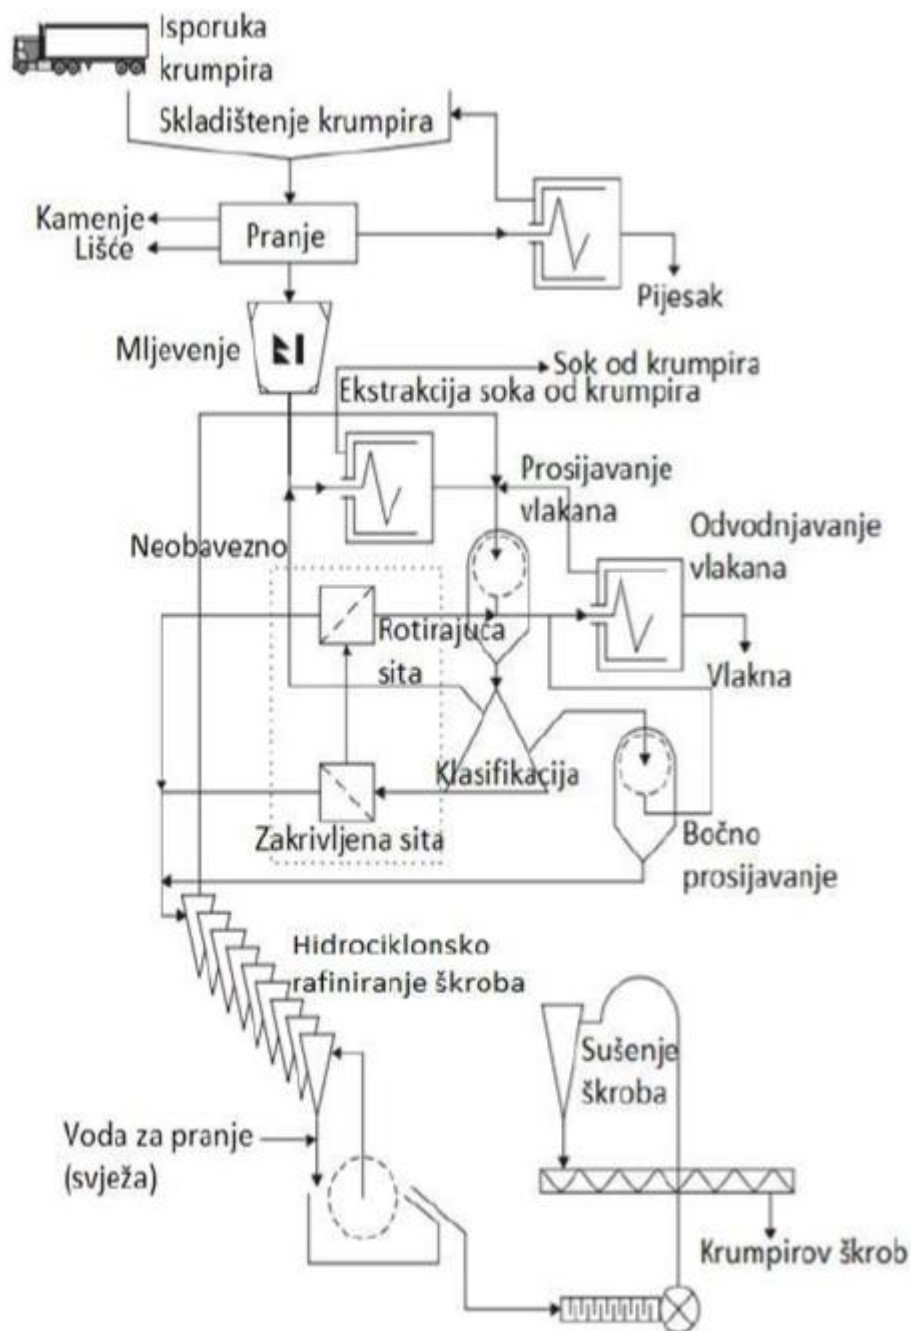 Isporuka
krumpira
Skladištenje krumpira
Kamenje
Lišće
Pranje
Pijesak
Mljevenje
Sok od krumpira
Ekstrakcija soka od krumpira
Prosijavanje
vlakana
Neobavezno
Odvodnjavanje
vlakana
Rotirajuća
sita
Vlakna
Klasifikacija
Zakrivljena sita
Bočno
prosijavanje
Hidrociklonsko
rafiniranje škroba
Sušenje
škroba
Voda za pranje
(svježa)
Krumpirov škrob